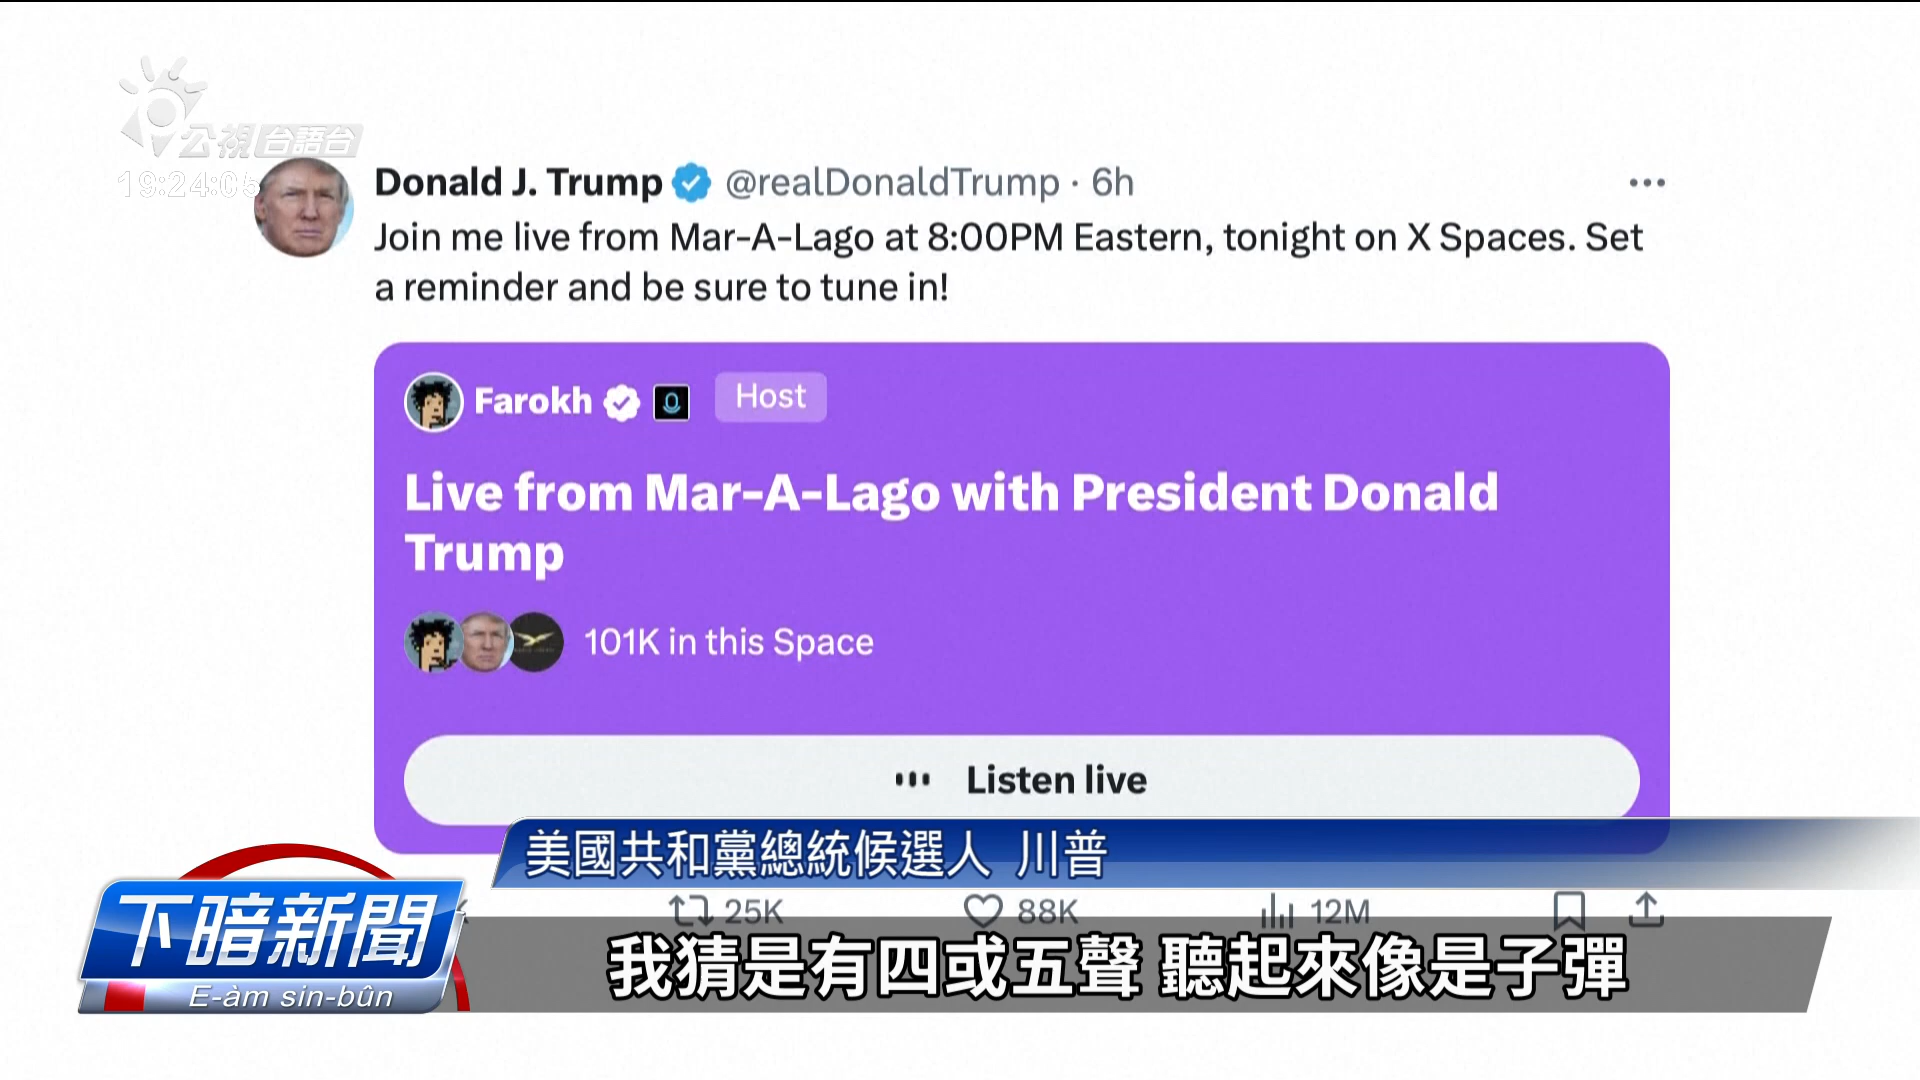 公視台語台
19:24:05
Donald J. Trump @realDonaldTrump · 6h
Join me live from Mar-A-Lago at 8:00PM Eastern, tonight on X Spaces. Set
a reminder and be sure to tune in!
Farokh Host
Live from Mar-A-Lago with President Donald
Trump
101K in this Space
Listen live
美國共和黨總統候選人 川普
25K 88K 12M
下暗新聞
E-àm sin-bûn
我猜是有四或五聲 聽起來像是子彈